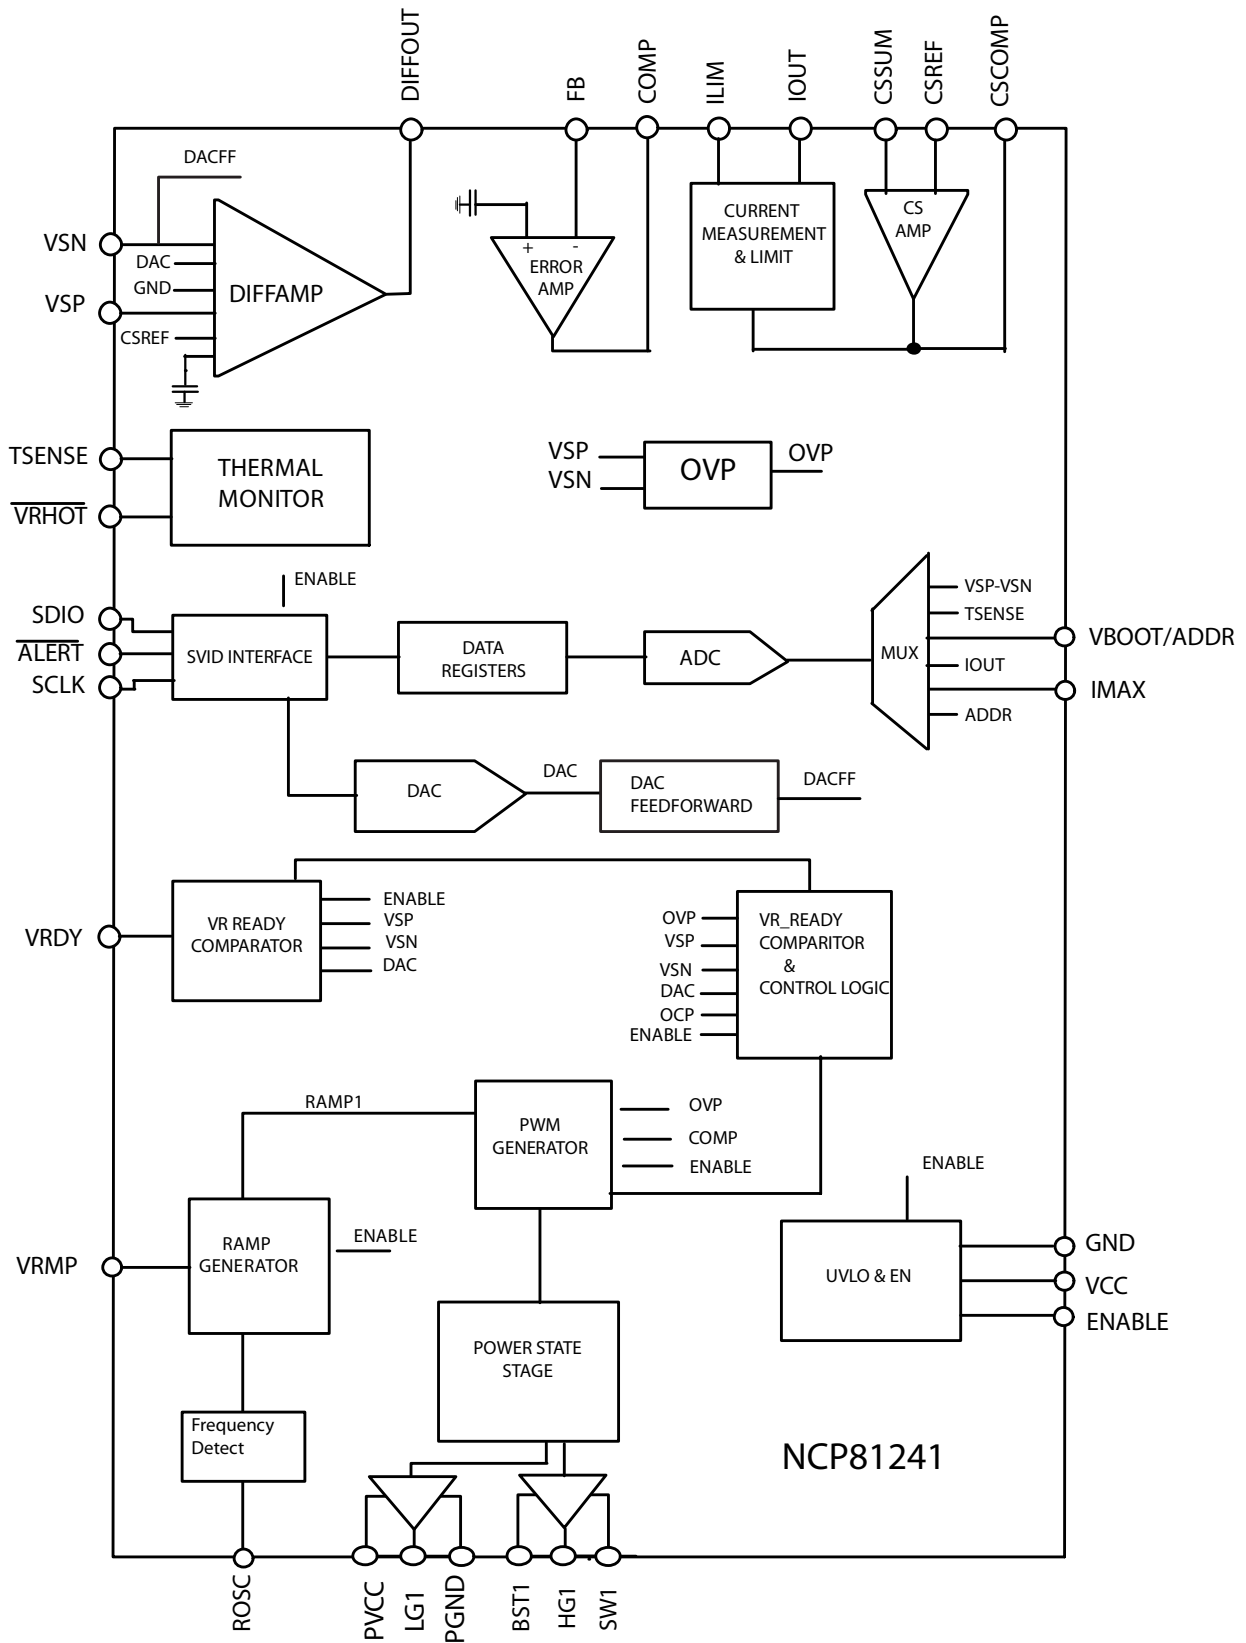 DIFFOUT
FB
COMP
ILIM
IOUT
CSSUM
CSREF
CSCOMP
DACFF
VSN
DAC
GND
VSP
CSREF
DIFFAMP
+ -
ERROR
AMP
CURRENT
MEASUREMENT
& LIMIT
CS
AMP
TSENSE
VRHOT
THERMAL
MONITOR
VSP
VSN
OVP
OVP
ENABLE
SDIO
ALERT
SCLK
SVID INTERFACE
DATA
REGISTERS
ADC
MUX
VSP-VSN
TSENSE
IOUT
ADDR
VBOOT/ADDR
IMAX
DAC
DAC
DAC
FEEDFORWARD
DACFF
VRDY
VR READY
COMPARATOR
ENABLE
VSP
VSN
DAC
OVP
VSP
VSN
DAC
OCP
ENABLE
VR_READY
COMPARITOR
&
CONTROL LOGIC
RAMP1
PWM
GENERATOR
OVP
COMP
ENABLE
VRMP
RAMP
GENERATOR
ENABLE
ENABLE
UVLO & EN
GND
VCC
ENABLE
POWER STATE
STAGE
Frequency
Detect
NCP81241
ROSC
PVCC
LG1
PGND
BST1
HG1
SW1